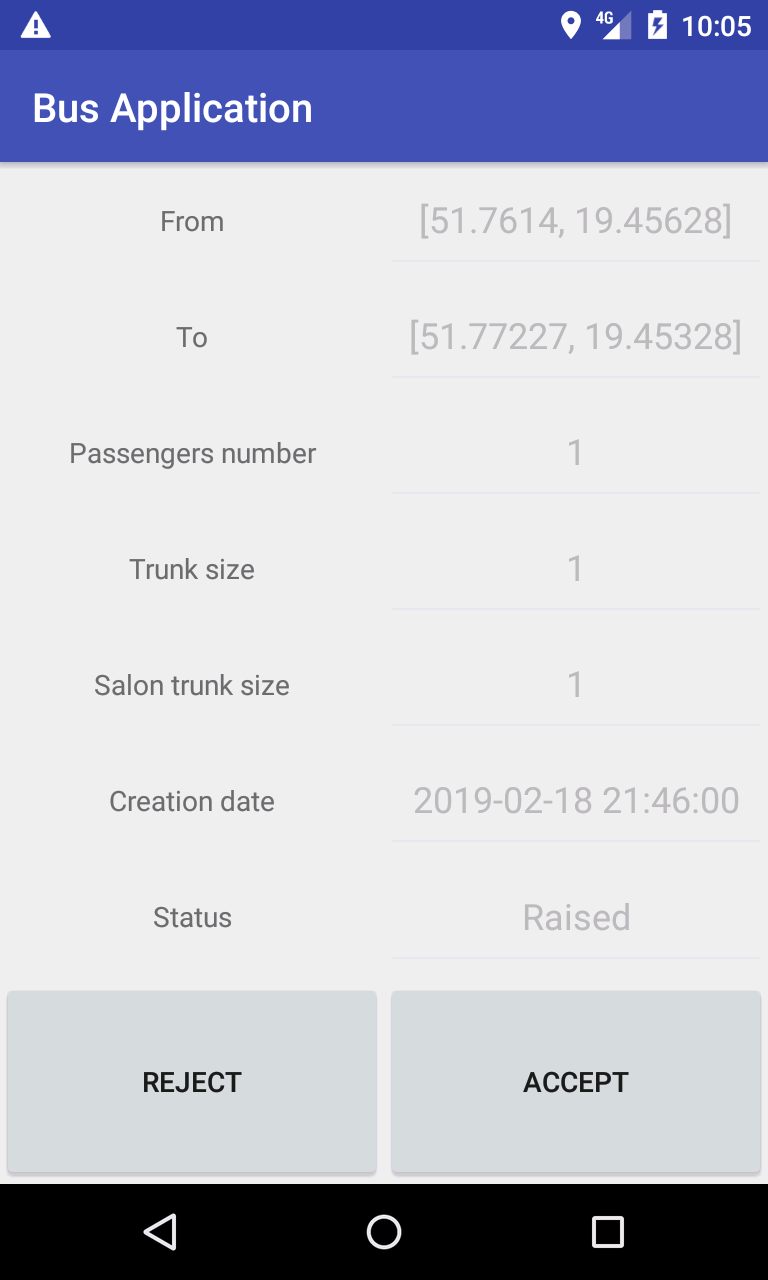 4G 10:05
Bus Application
From [51.7614, 19.45628]
To [51.77227, 19.45328]
Passengers number 1
Trunk size 1
Salon trunk size 1
Creation date 2019-02-18 21:46:00
Status Raised
REJECT ACCEPT